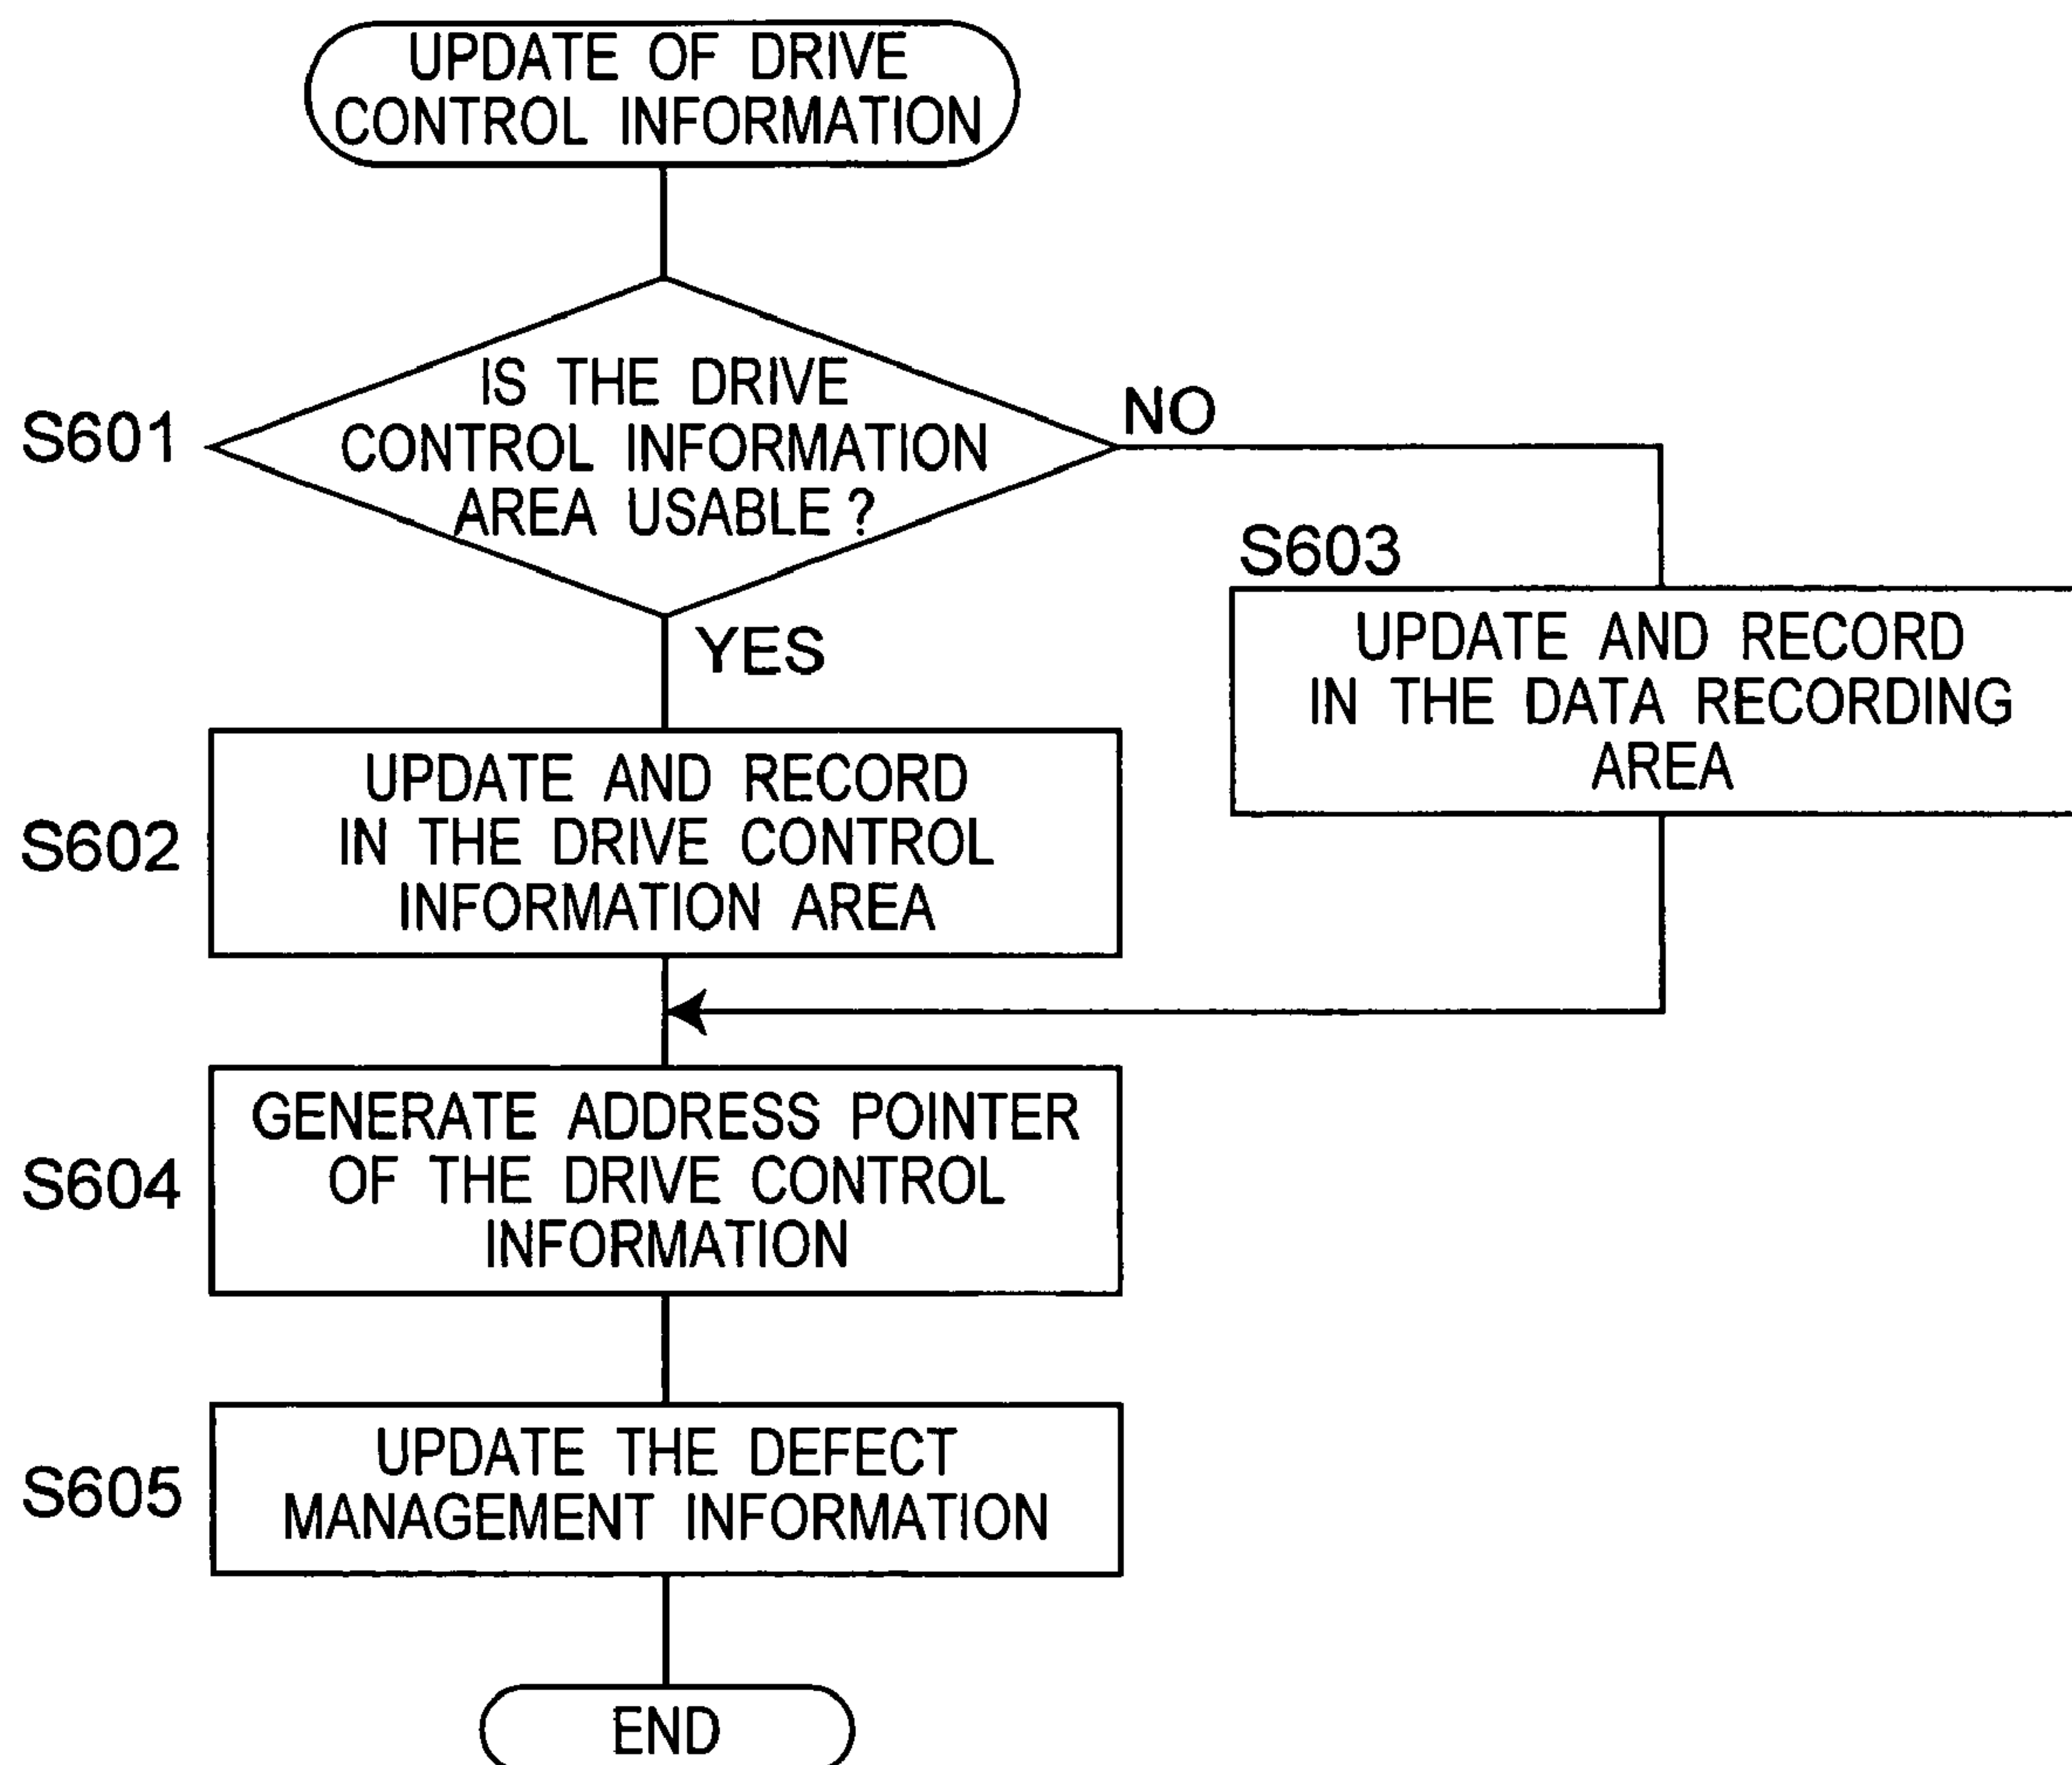 UPDATE OF DRIVE
CONTROL INFORMATION
IS THE DRIVE
CONTROL INFORMATION
AREA USABLE ?
S601
NO
YES
S603
UPDATE AND RECORD
IN THE DATA RECORDING
AREA
S602
UPDATE AND RECORD
IN THE DRIVE CONTROL
INFORMATION AREA
S604
GENERATE ADDRESS POINTER
OF THE DRIVE CONTROL
INFORMATION
S605
UPDATE THE DEFECT
MANAGEMENT INFORMATION
END